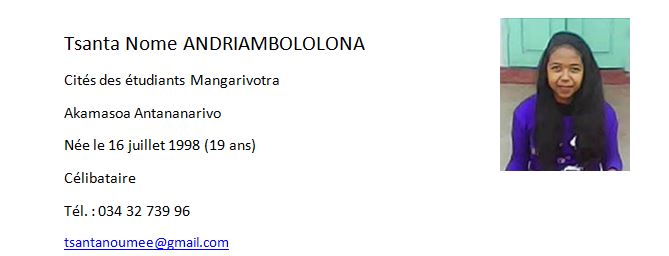 Tsanta Nome ANDRIAMBOLOLONA
Cités des étudiants Mangarivotra
Akamasoa Antananarivo
Née le 16 juillet 1998 (19 ans)
Célibataire
Tél. : 034 32 739 96
tsantanoumee@gmail.com